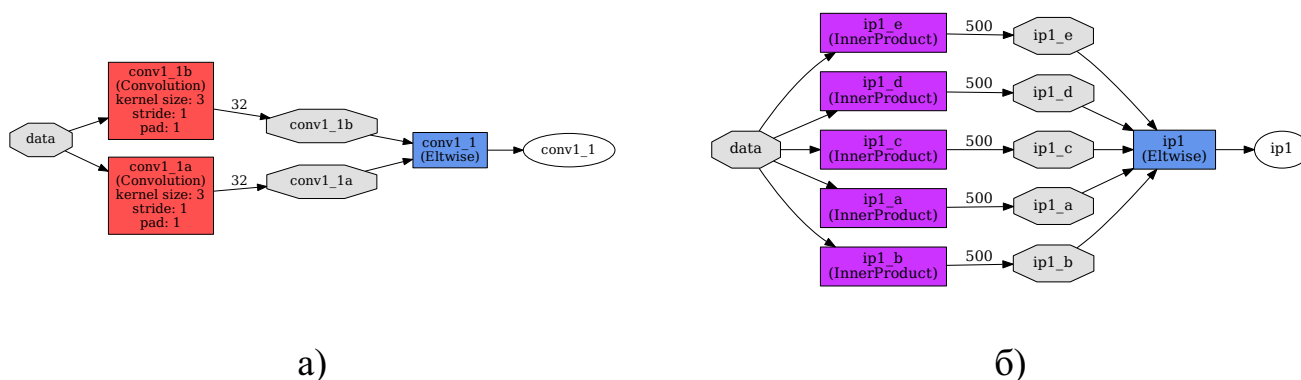 data
conv1_1b
(Convolution)
kernel size: 3
stride: 1
pad: 1
32
conv1_1b
conv1_1a
(Convolution)
kernel size: 3
stride: 1
pad: 1
32
conv1_1a
conv1_1
(Eltwise)
conv1_1
а)
data
ip1_e
(InnerProduct)
500
ip1_e
ip1_d
(InnerProduct)
500
ip1_d
ip1_c
(InnerProduct)
500
ip1_c
ip1_a
(InnerProduct)
500
ip1_a
ip1_b
(InnerProduct)
500
ip1_b
ip1
(Eltwise)
ip1
б)